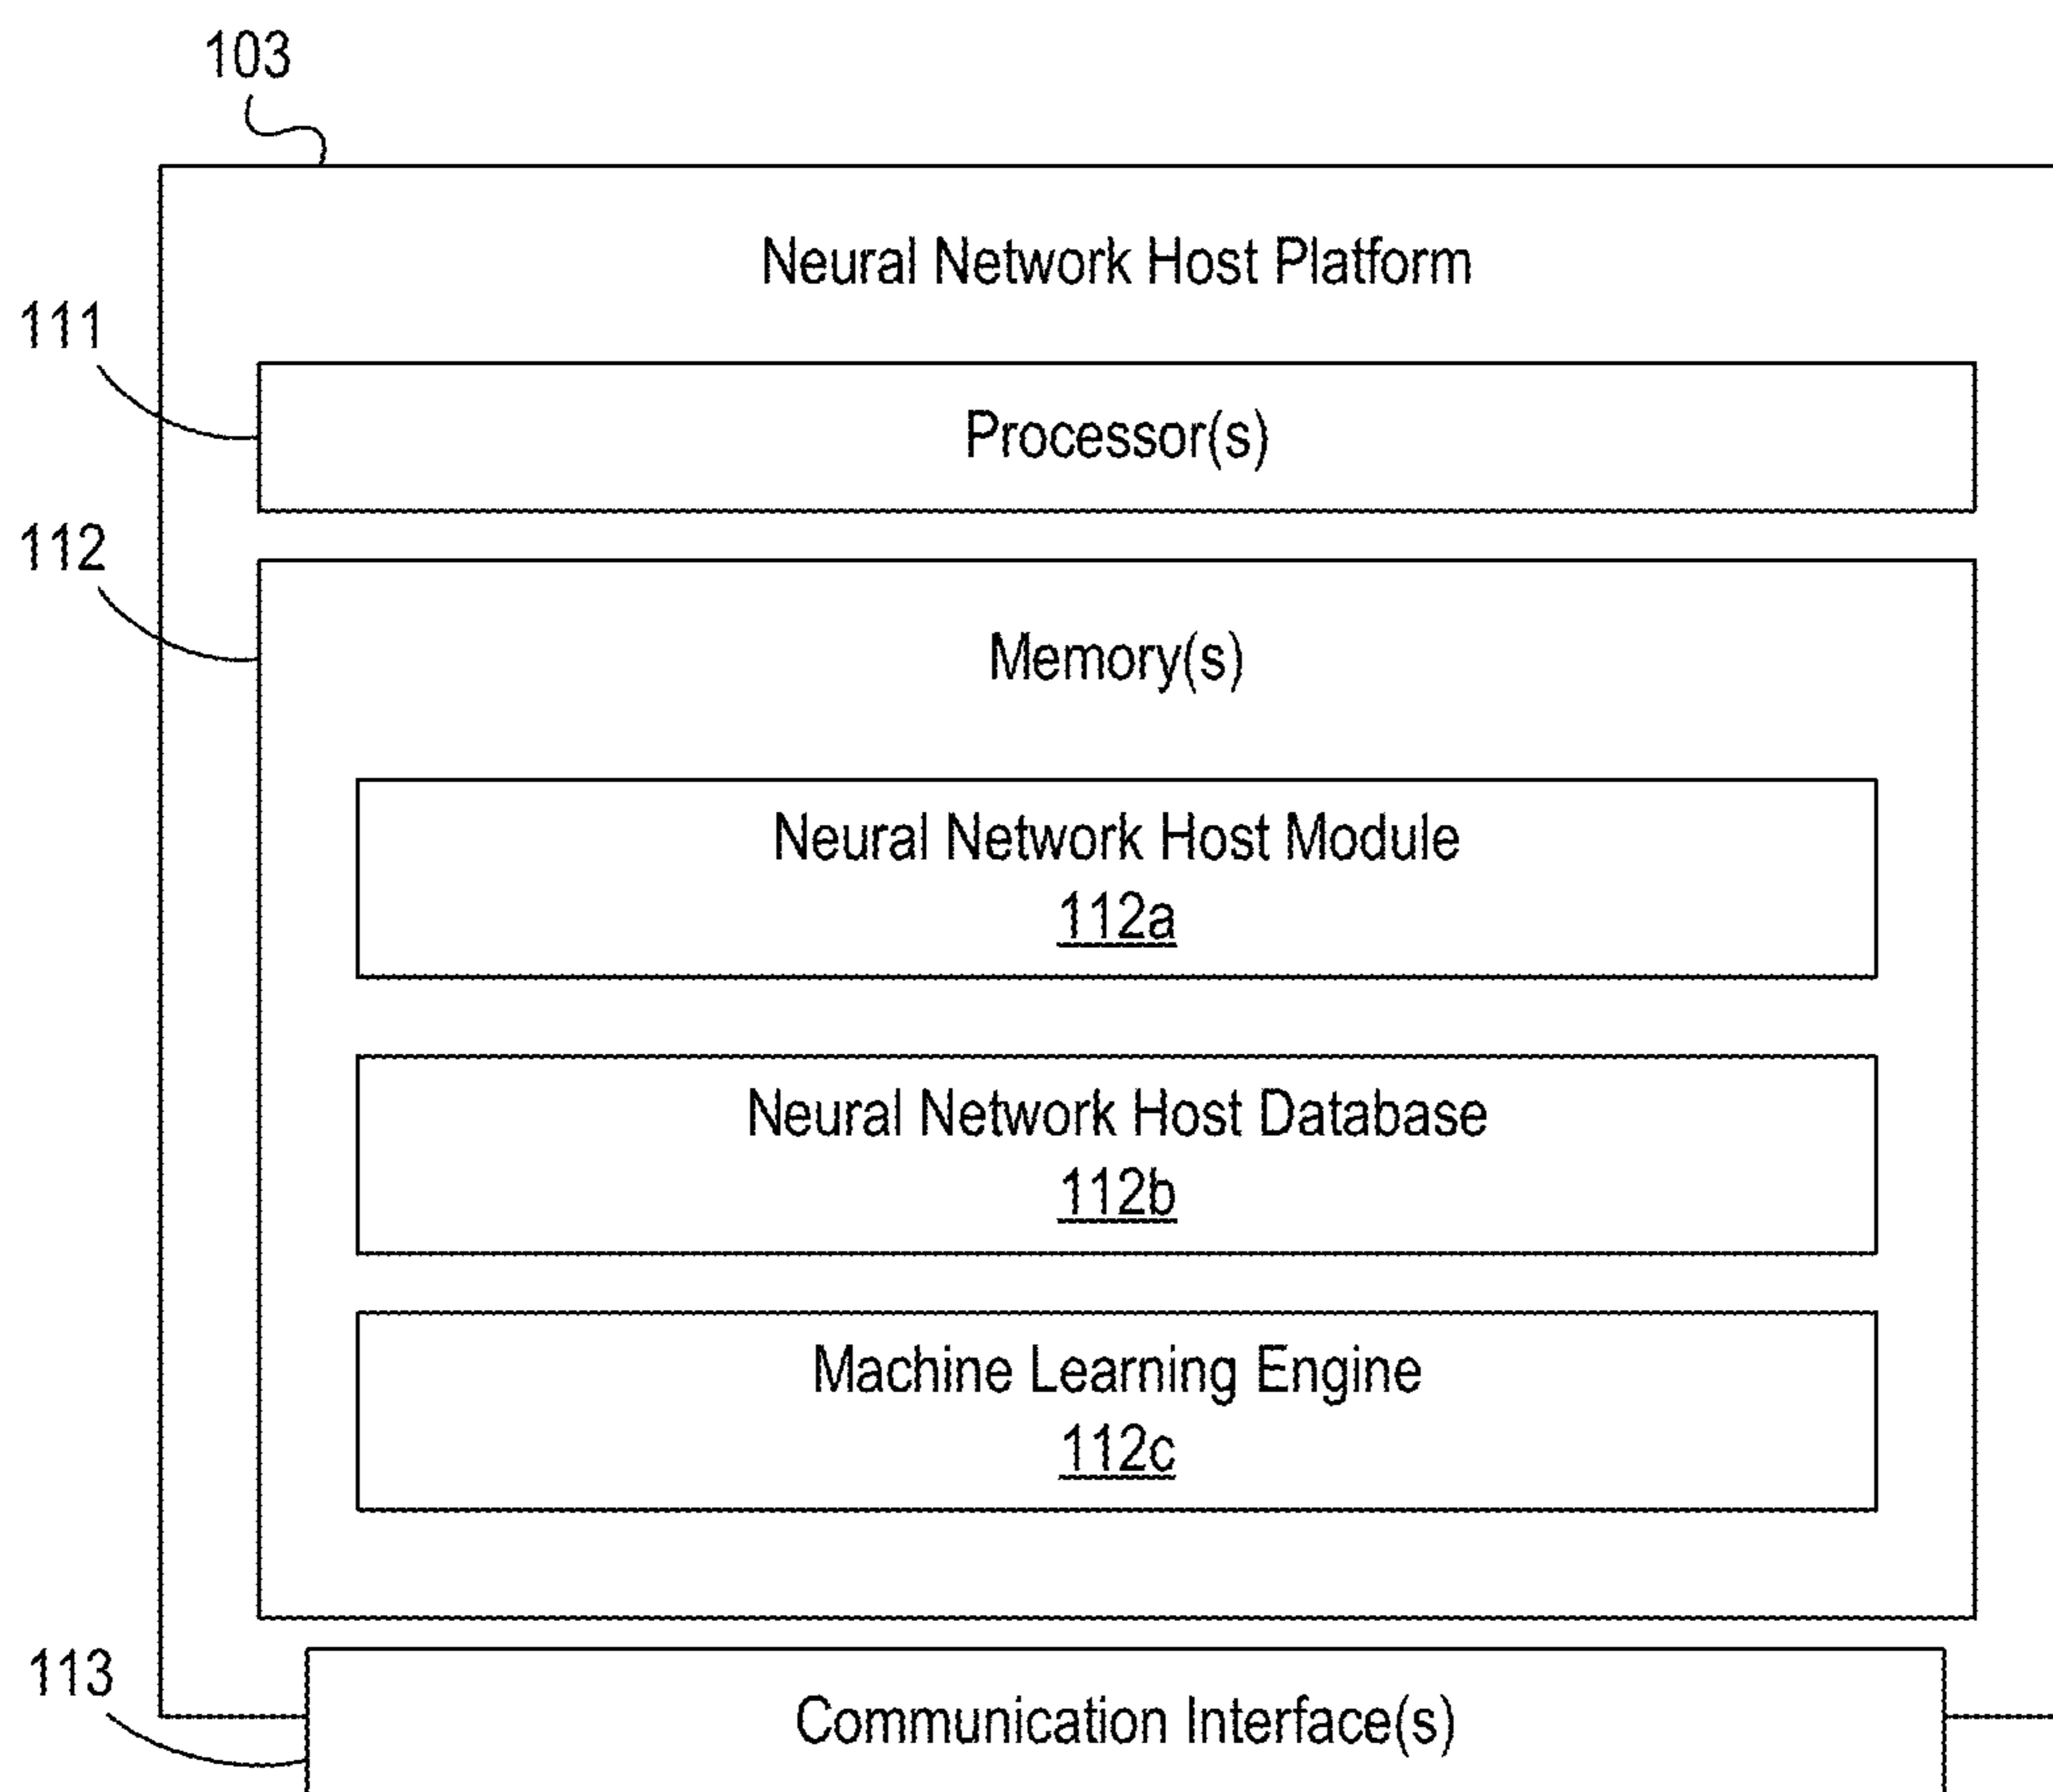 103
Neural Network Host Platform
111
Processor(s)
112
Memory(s)
Neural Network Host Module
112a
Neural Network Host Database
112b
Machine Learning Engine
112c
113
Communication Interface(s)